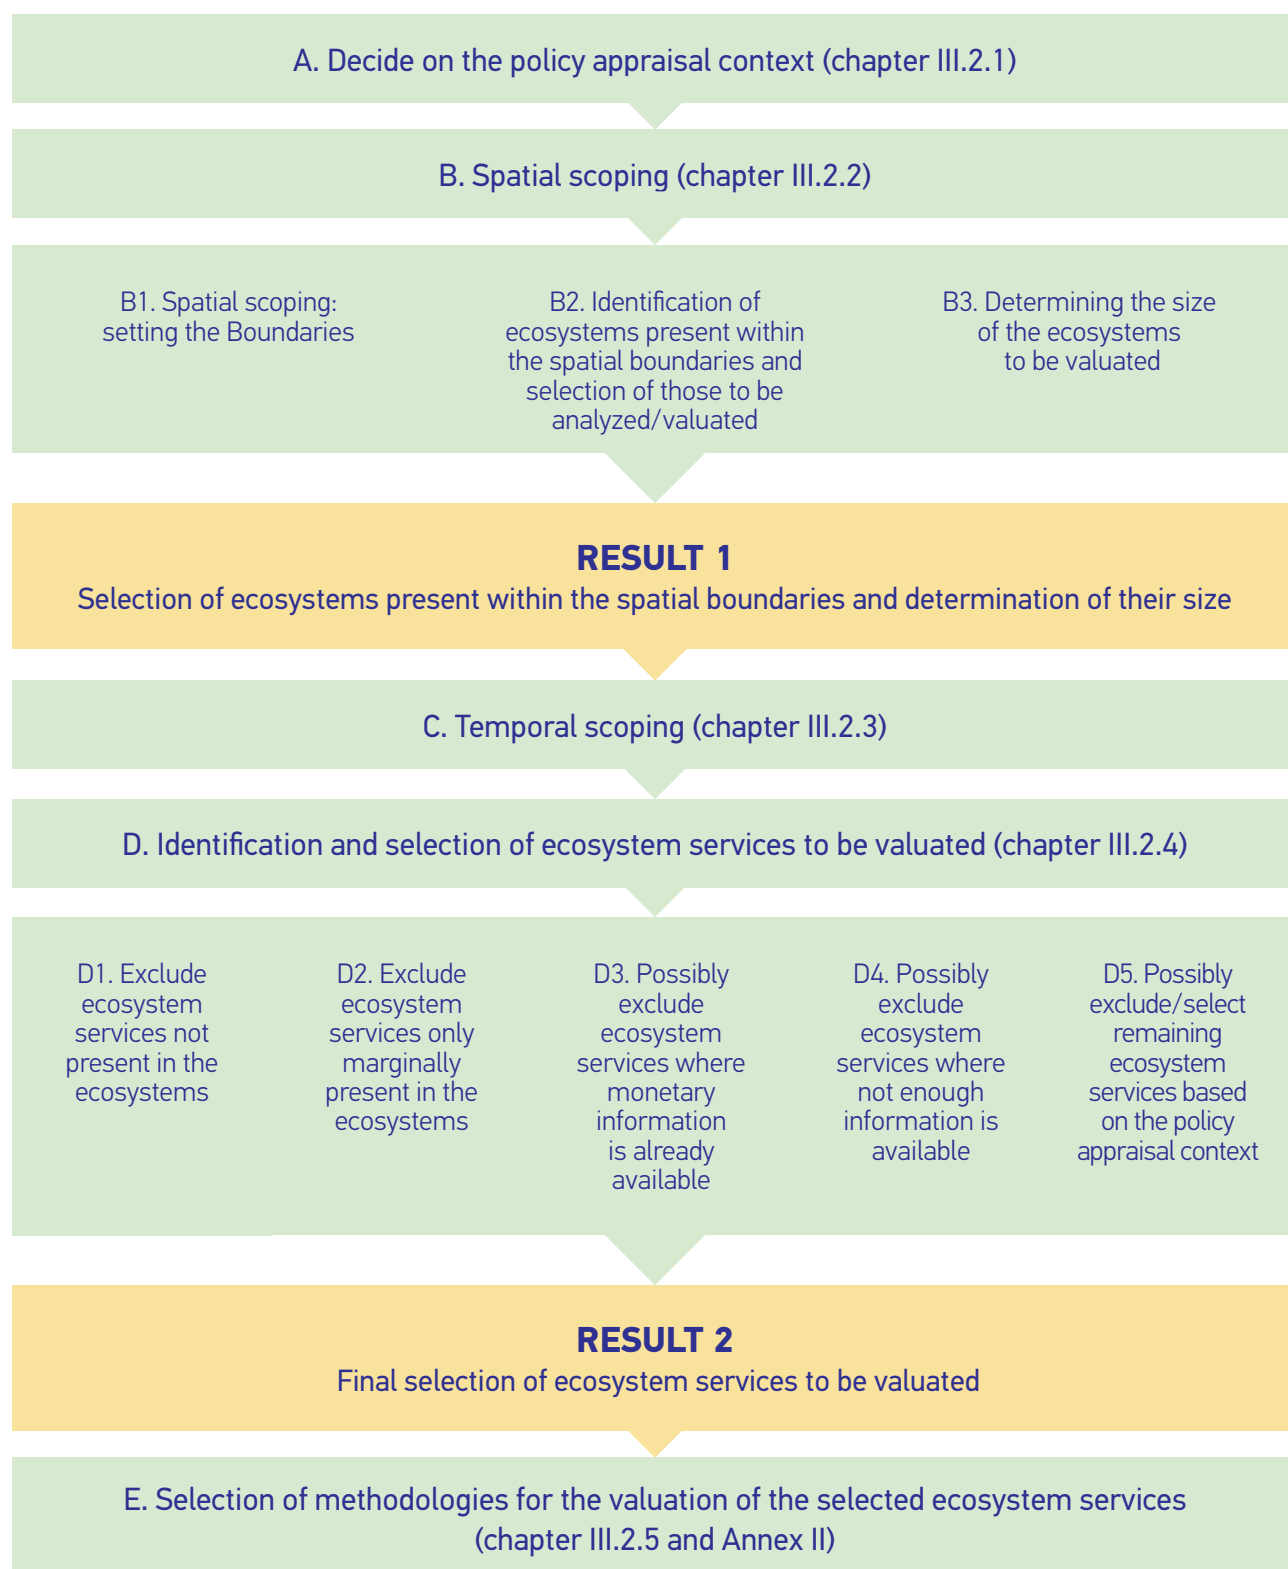 A. Decide on the policy appraisal context (chapter III.2.1)
B. Spatial scoping (chapter III.2.2)
B1. Spatial scoping:
setting the Boundaries
B2. Identification of
ecosystems present within
the spatial boundaries and
selection of those to be
analyzed/valuated
B3. Determining the size
of the ecosystems
to be valuated
RESULT 1
Selection of ecosystems present within the spatial boundaries and determination of their size
C. Temporal scoping (chapter III.2.3)
D. Identification and selection of ecosystem services to be valuated (chapter III.2.4)
D1. Exclude
ecosystem
services not
present in the
ecosystems
D2. Exclude
ecosystem
services only
marginally
present in the
ecosystems
D3. Possibly
exclude
ecosystem
services where
monetary
information
is already
available
D4. Possibly
exclude
ecosystem
services where
not enough
information is
available
D5. Possibly
exclude/select
remaining
ecosystem
services based
on the policy
appraisal context
RESULT 2
Final selection of ecosystem services to be valuated
E. Selection of methodologies for the valuation of the selected ecosystem services
(chapter III.2.5 and Annex II)